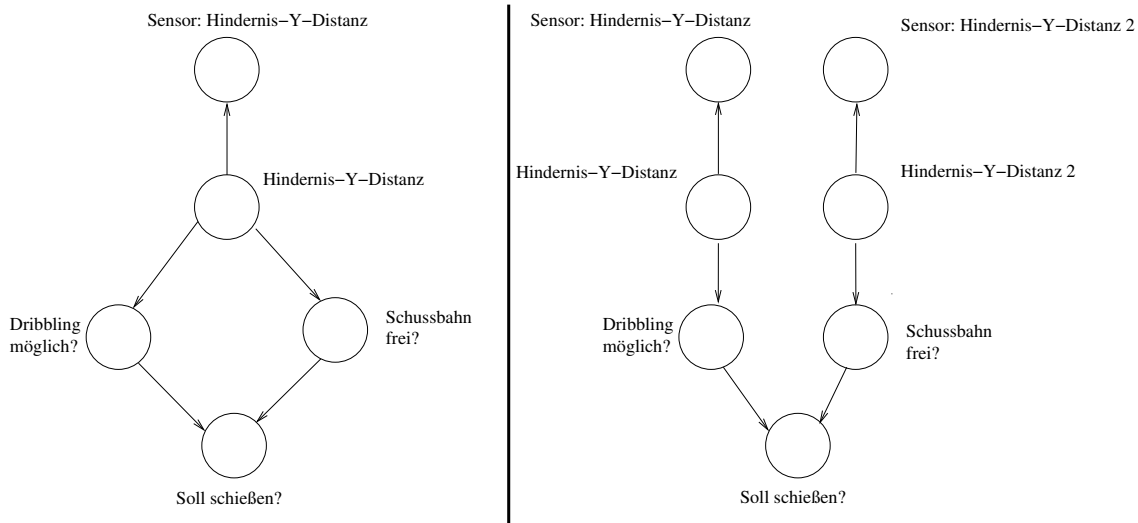 Sensor: Hindernis−Y−Distanz
Hindernis−Y−Distanz
Dribbling
möglich?
Schussbahn
frei?
Soll schießen?
Sensor: Hindernis−Y−Distanz
Sensor: Hindernis−Y−Distanz 2
Hindernis−Y−Distanz
Hindernis−Y−Distanz 2
Dribbling
möglich?
Schussbahn
frei?
Soll schießen?